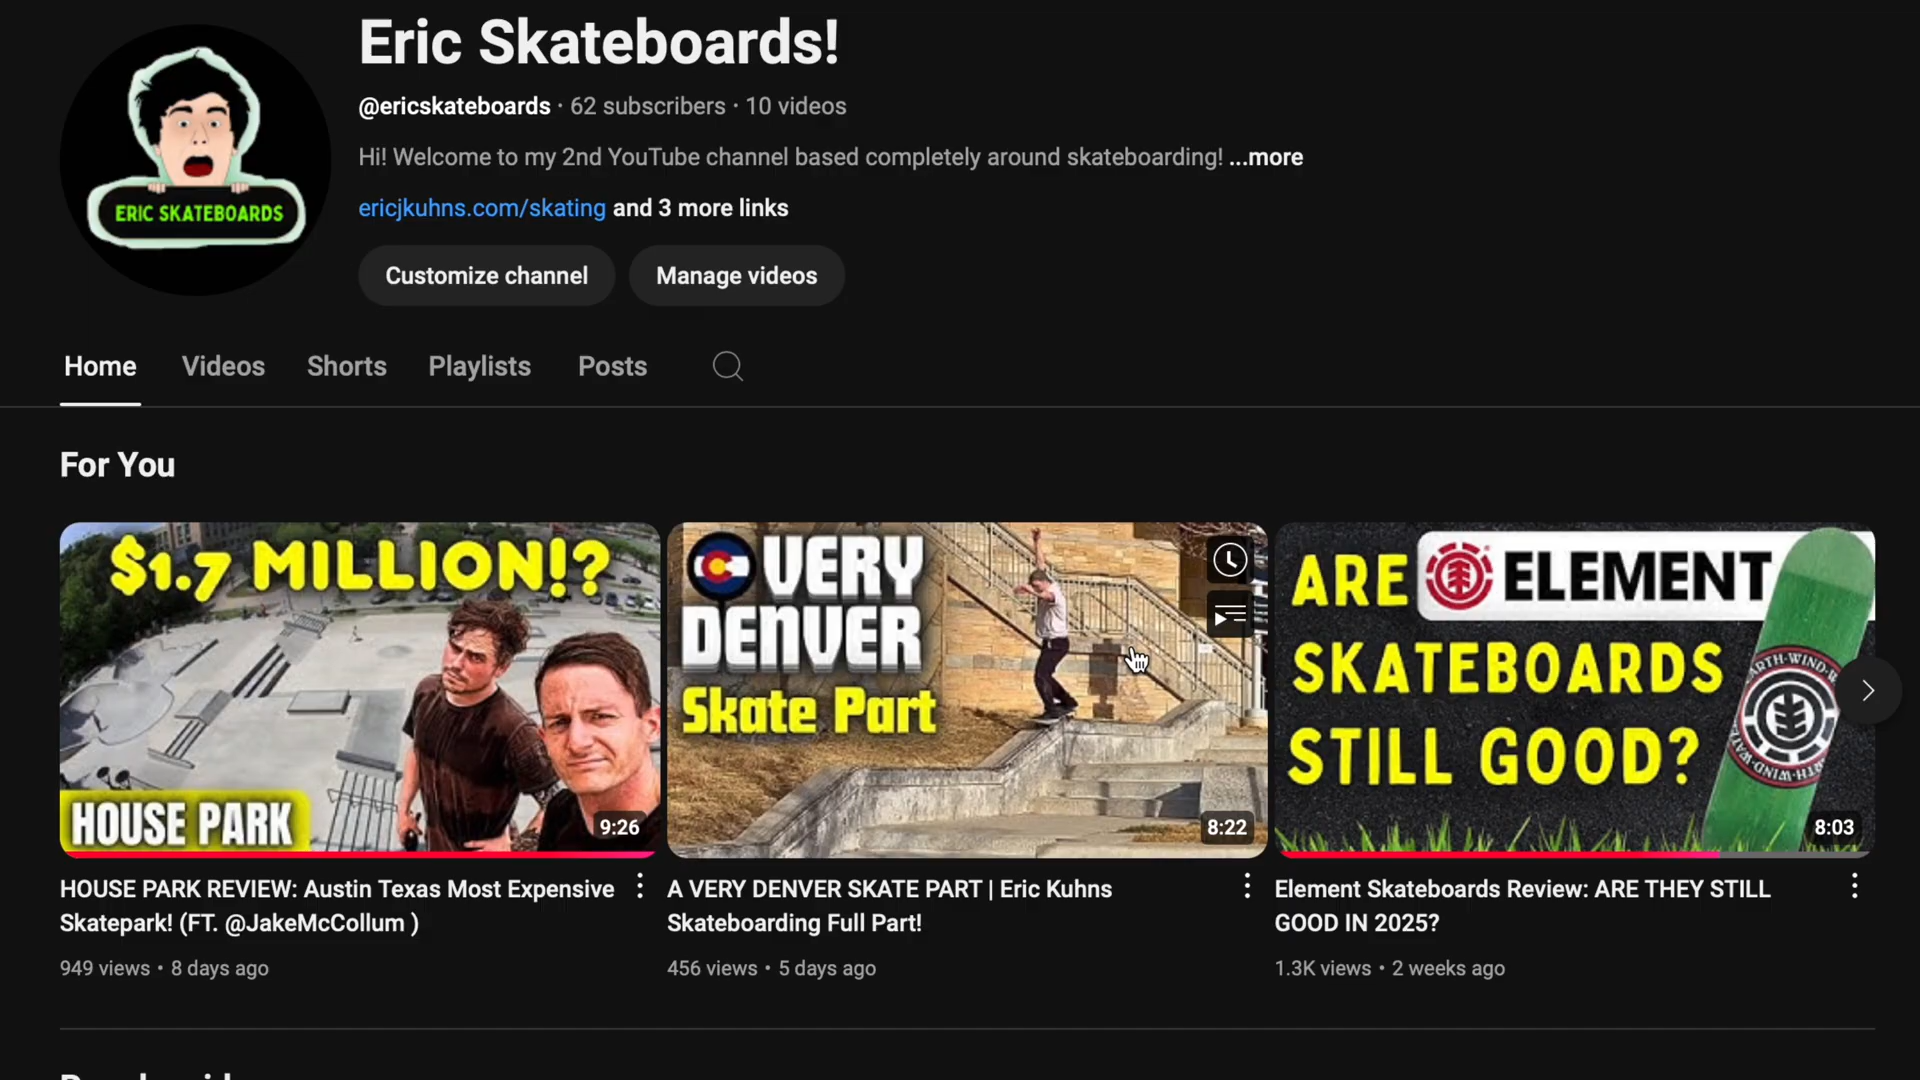 Eric Skateboards!
@ericskateboards · 62 subscribers · 10 videos
Hi! Welcome to my 2nd YouTube channel based completely around skateboarding! ...more
ericjkuhns.com/skating and 3 more links
Customize channel
Manage videos
ERIC SKATEBOARDS
Home
Videos
Shorts
Playlists
Posts
For You
$1.7 MILLION!?
HOUSE PARK
9:26
HOUSE PARK REVIEW: Austin Texas Most Expensive
Skatepark! (FT. @JakeMcCollum )
949 views • 8 days ago
VERY
DENVER
Skate Part
8:22
A VERY DENVER SKATE PART | Eric Kuhns
Skateboarding Full Part!
456 views • 5 days ago
ARE ELEMENT
SKATEBOARDS
STILL GOOD?
8:03
Element Skateboards Review: ARE THEY STILL
GOOD IN 2025?
1.3K views • 2 weeks ago